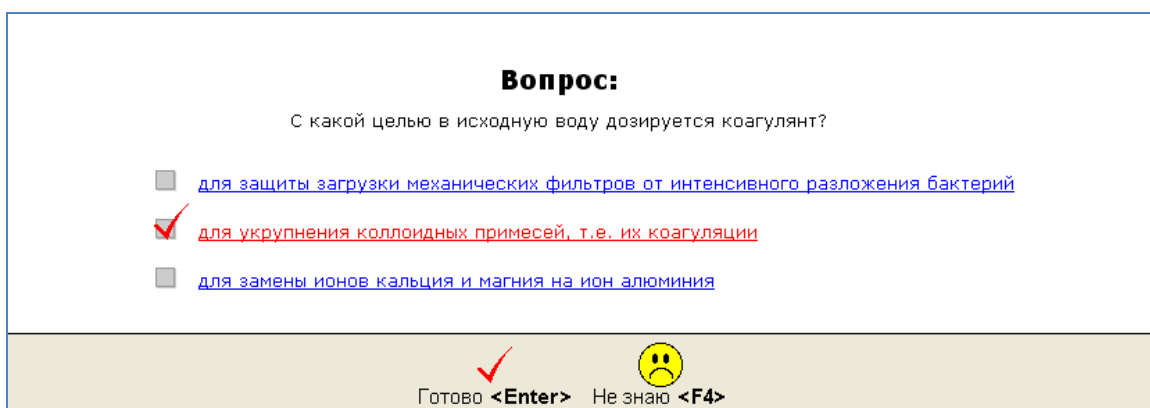 Вопрос:
С какой целью в исходную воду дозируется коагулянт?
для защиты загрузки механических фильтров от интенсивного разложения бактерий
для укрупнения коллоидных примесей, т.е. их коагуляции
для замены ионов кальция и магния на ион алюминия
Готово <Enter> Не знаю <F4>